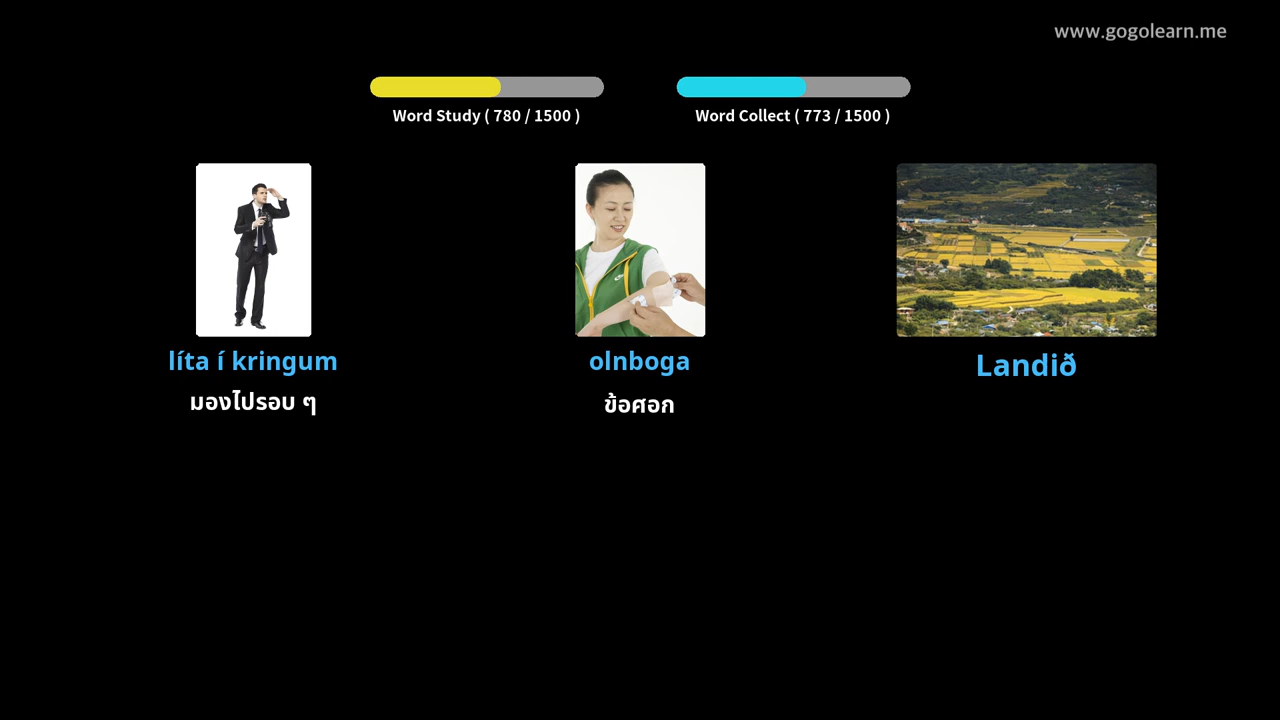 www.gogolearn.me
Word Study ( 780 / 1500 )
Word Collect ( 773 / 1500 )
líta í kringum
มองไปรอบ ๆ
olnboga
ข้อศอก
Landið